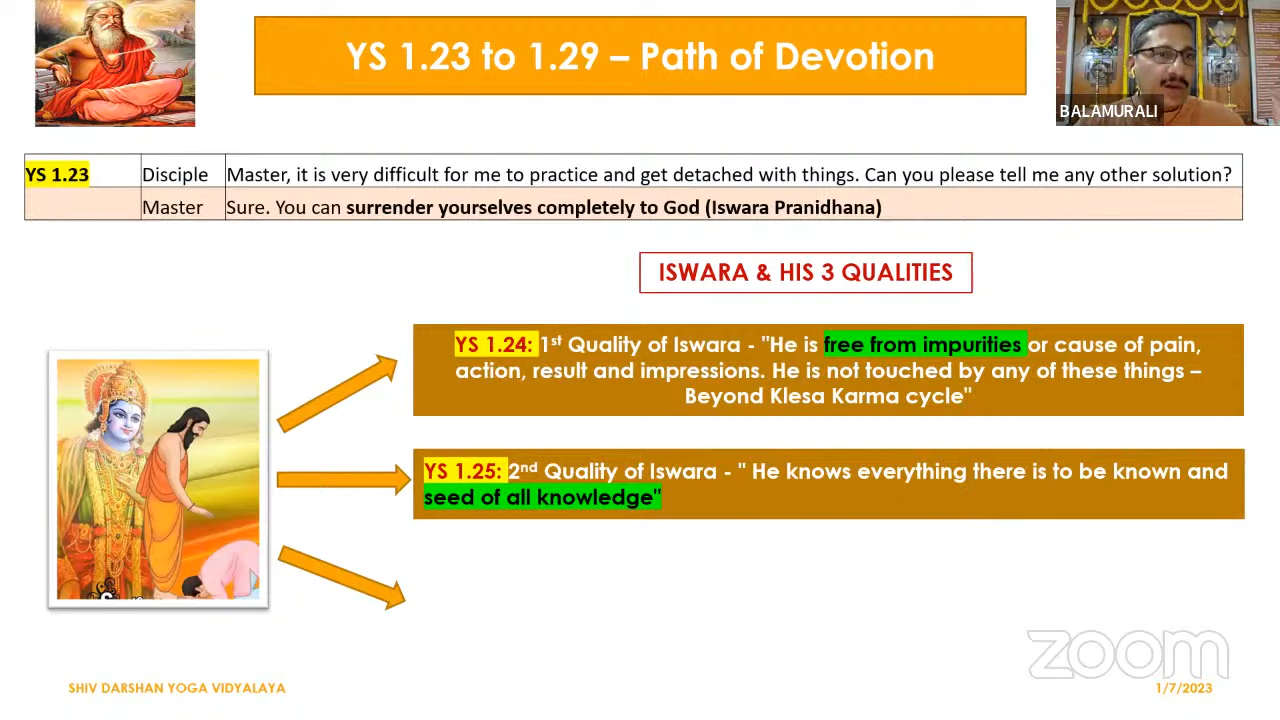 YS 1.23 to 1.29 – Path of Devotion
BALAMURALI
YS 1.23 Disciple Master, it is very difficult for me to practice and get detached with things. Can you please tell me any other solution?
Master Sure. You can surrender yourselves completely to God (Iswara Pranidhana)
ISWARA & HIS 3 QUALITIES
YS 1.24: 1st Quality of Iswara - "He is free from impurities or cause of pain,
action, result and impressions. He is not touched by any of these things –
Beyond Klesa Karma cycle"
YS 1.25: 2nd Quality of Iswara - " He knows everything there is to be known and
seed of all knowledge"
zoom
SHIV DARSHAN YOGA VIDYALAYA
1/7/2023